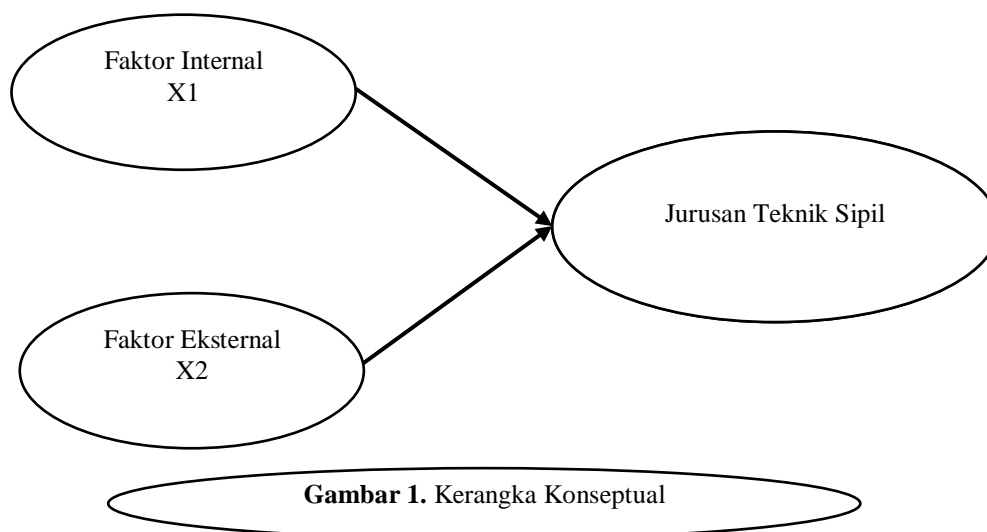 Faktor Internal
X1
Jurusan Teknik Sipil
Faktor Eksternal
X2
Gambar 1. Kerangka Konseptual